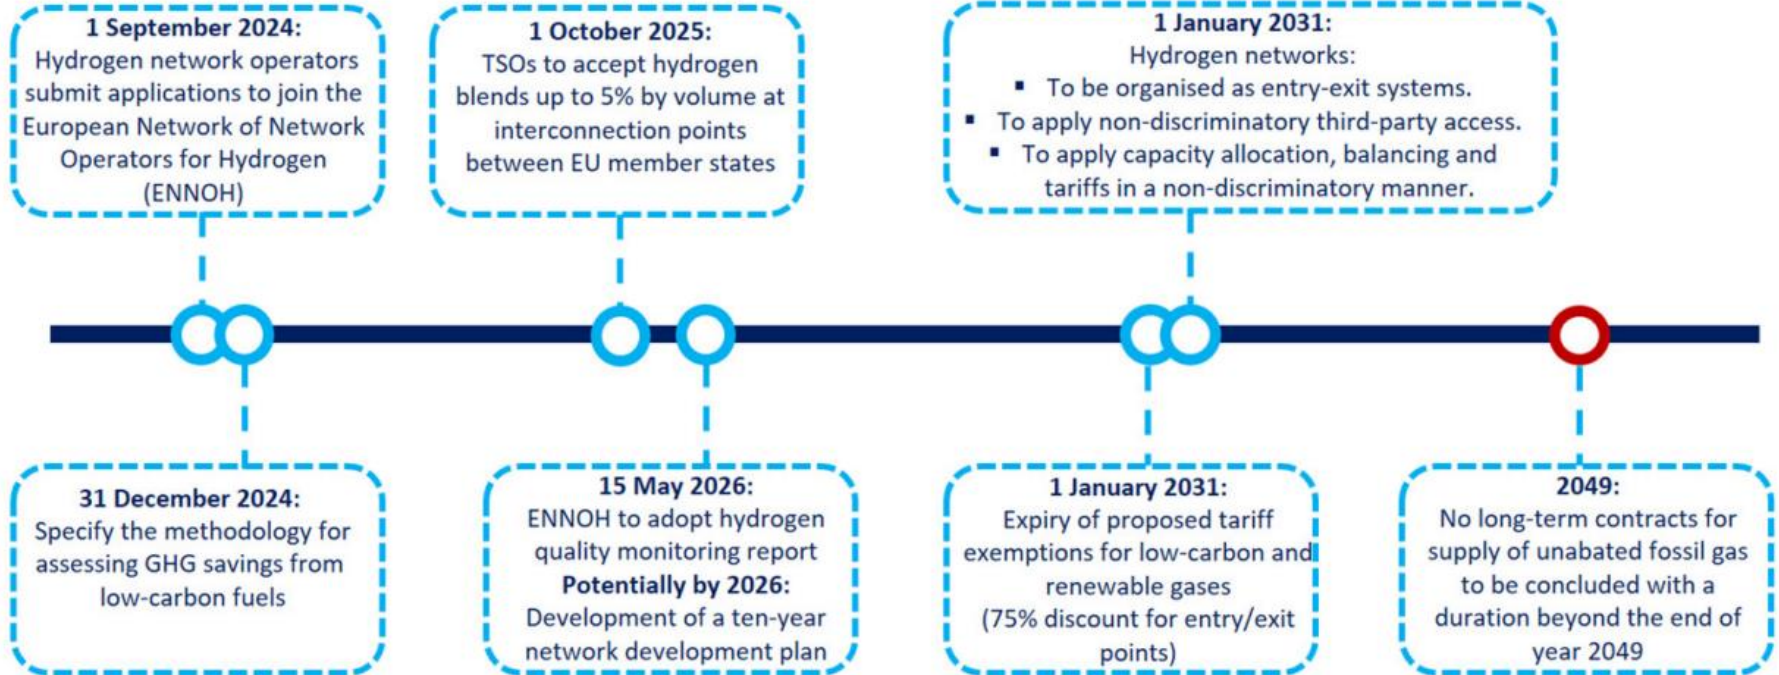 1 September 2024:
Hydrogen network operators
submit applications to join the
European Network of Network
Operators for Hydrogen
(ENNOH)
1 October 2025:
TSOs to accept hydrogen
blends up to 5% by volume at
interconnection points
between EU member states
1 January 2031:
Hydrogen networks:
▪ To be organised as entry-exit systems.
▪ To apply non-discriminatory third-party access.
▪ To apply capacity allocation, balancing and
tariffs in a non-discriminatory manner.
31 December 2024:
Specify the methodology for
assessing GHG savings from
low-carbon fuels
15 May 2026:
ENNOH to adopt hydrogen
quality monitoring report
Potentially by 2026:
Development of a ten-year
network development plan
1 January 2031:
Expiry of proposed tariff
exemptions for low-carbon and
renewable gases
(75% discount for entry/exit
points)
2049:
No long-term contracts for
supply of unabated fossil gas
to be concluded with a
duration beyond the end of
year 2049